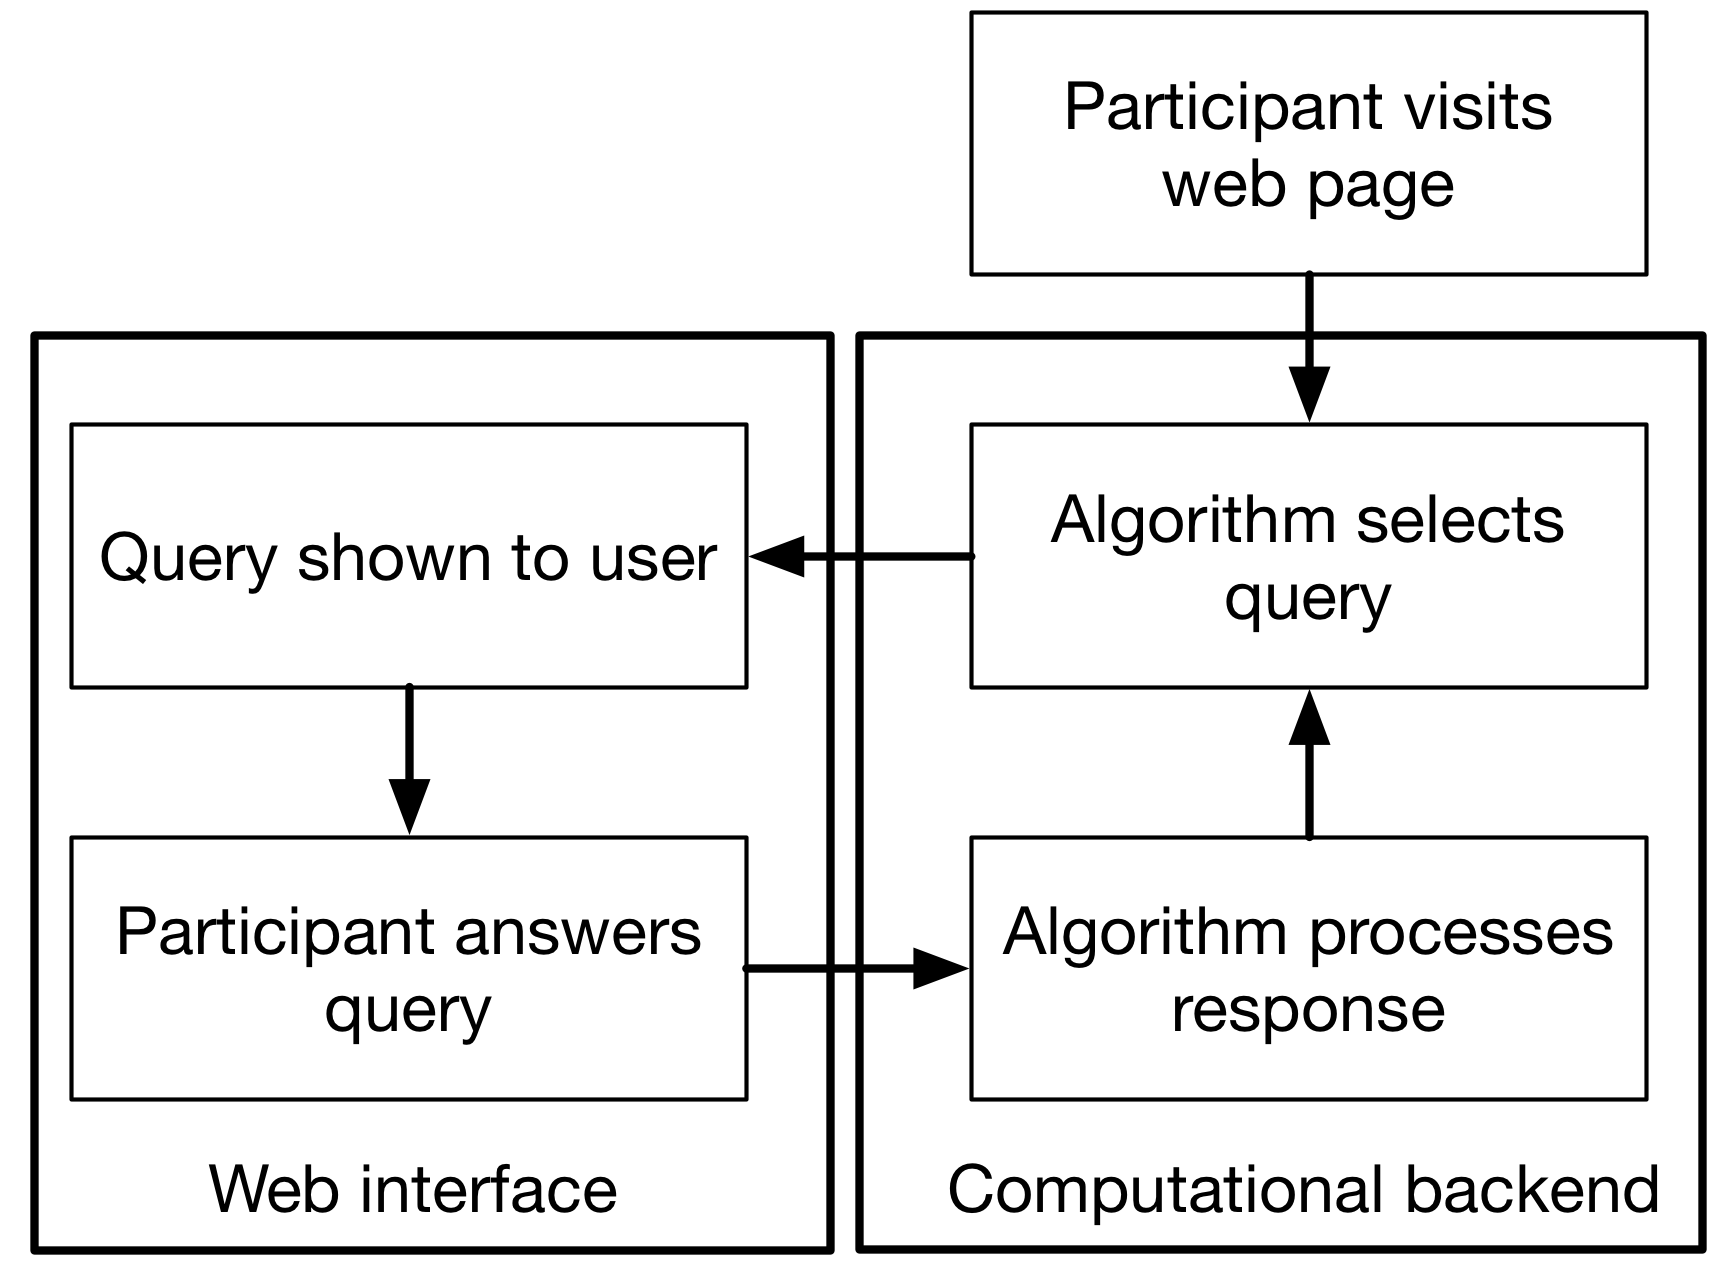 Participant visits
web page
Query shown to user
Algorithm selects
query
Participant answers
query
Algorithm processes
response
Web interface
Computational backend